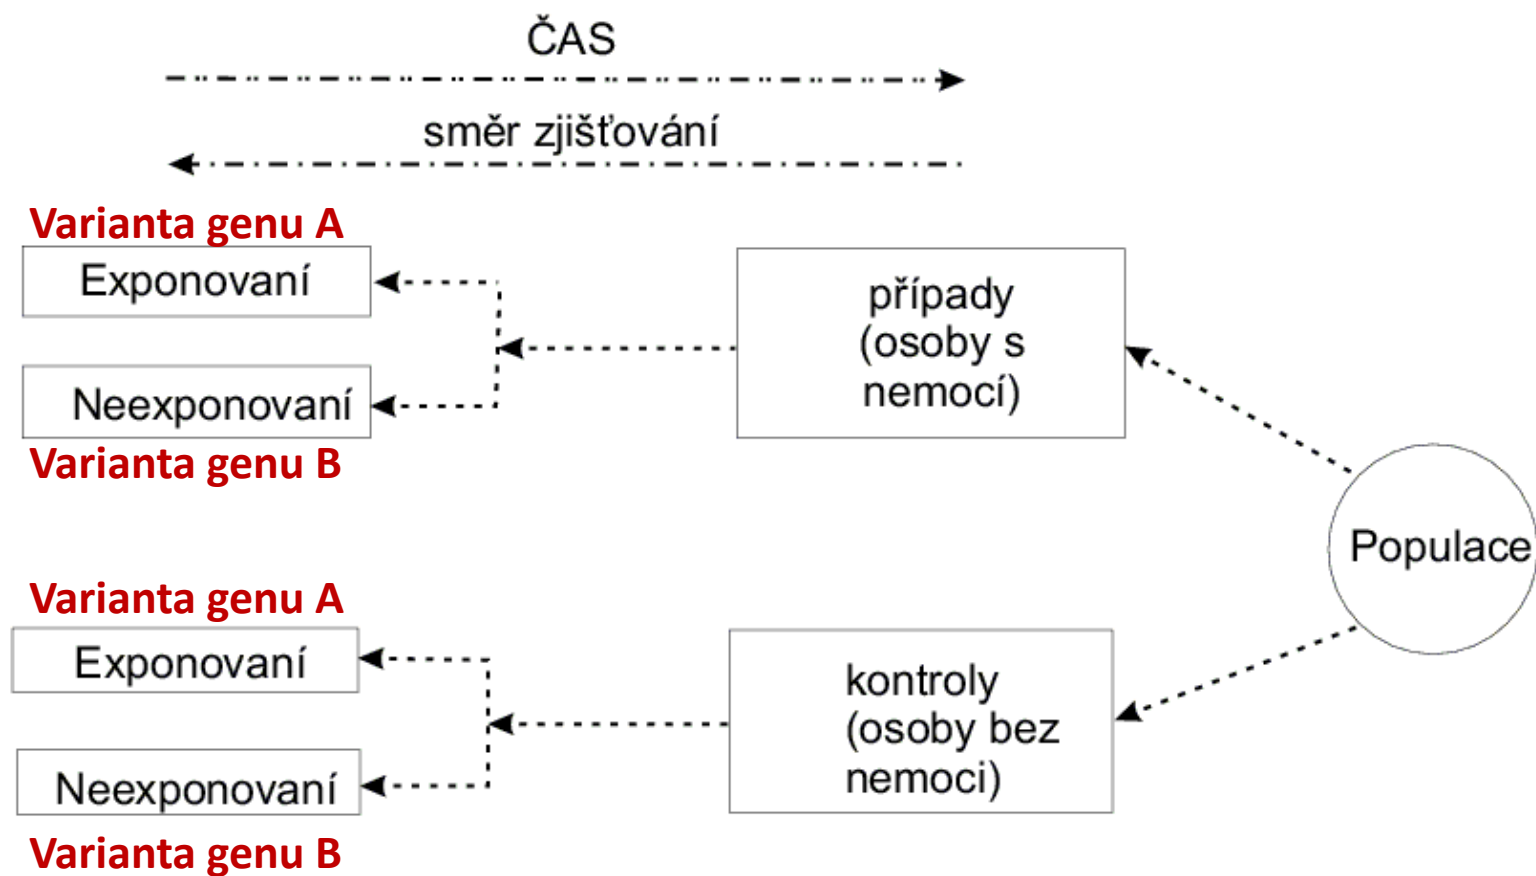 ČAS
směr zjišťování
Varianta genu A
Exponovaní
Neexponovaní
Varianta genu B
případy
(osoby s
nemocí)
Populace
Varianta genu A
Exponovaní
Neexponovaní
Varianta genu B
kontroly
(osoby bez
nemoci)